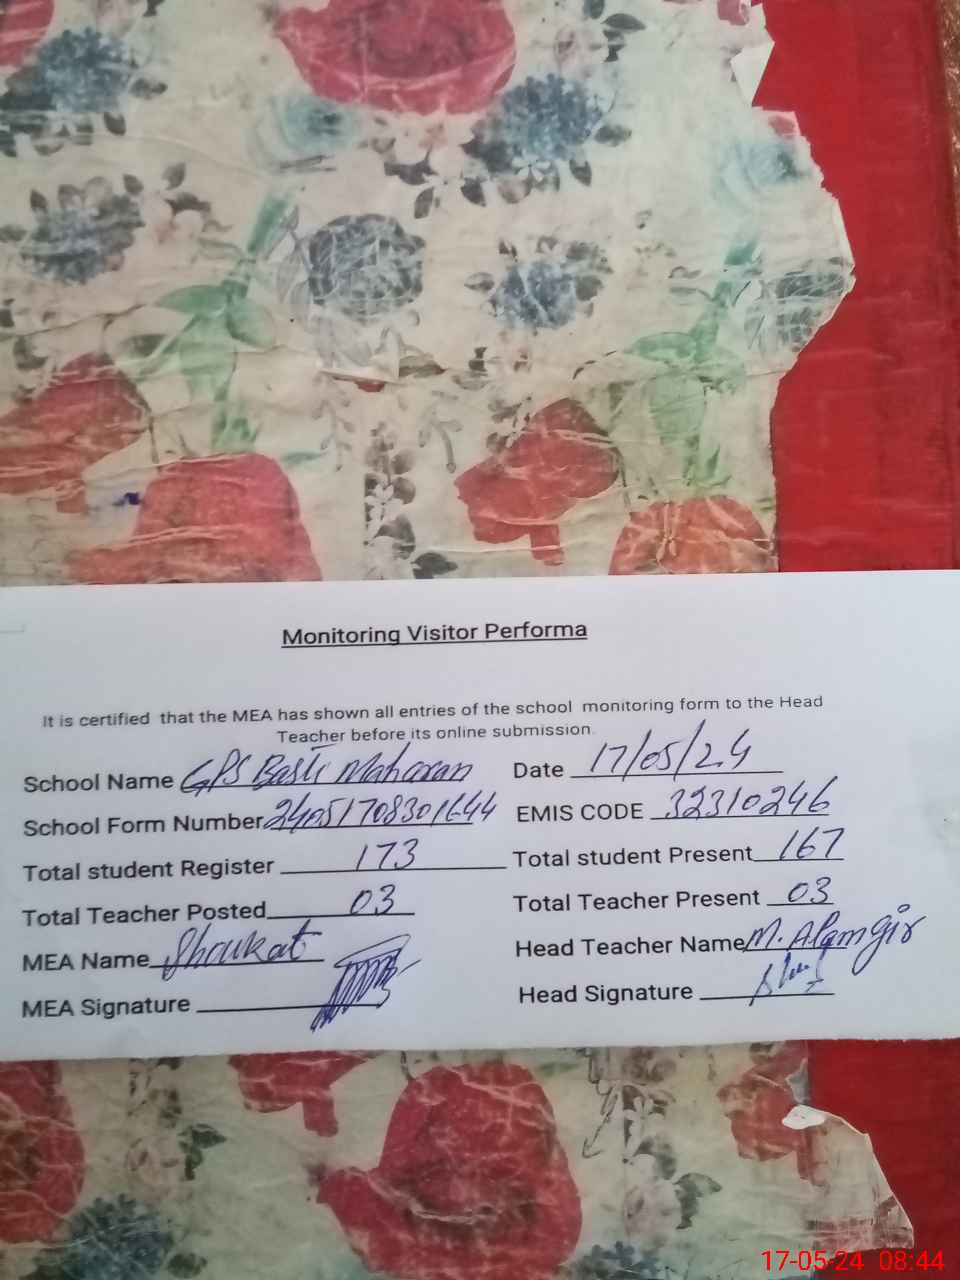 Monitoring Visitor Performa
It is certified that the MEA has shown all entries of the school monitoring form to the Head
Teacher before its online submission.
School Name GPS Basti Maharan Date 17/05/24
School Form Number 24051708301644 EMIS CODE 32310246
Total student Register 173 Total student Present 167
Total Teacher Posted 03 Total Teacher Present 03
MEA Name Shoukat Head Teacher Name M. Alamgir
MEA Signature Head Signature
17-05-24 08:44